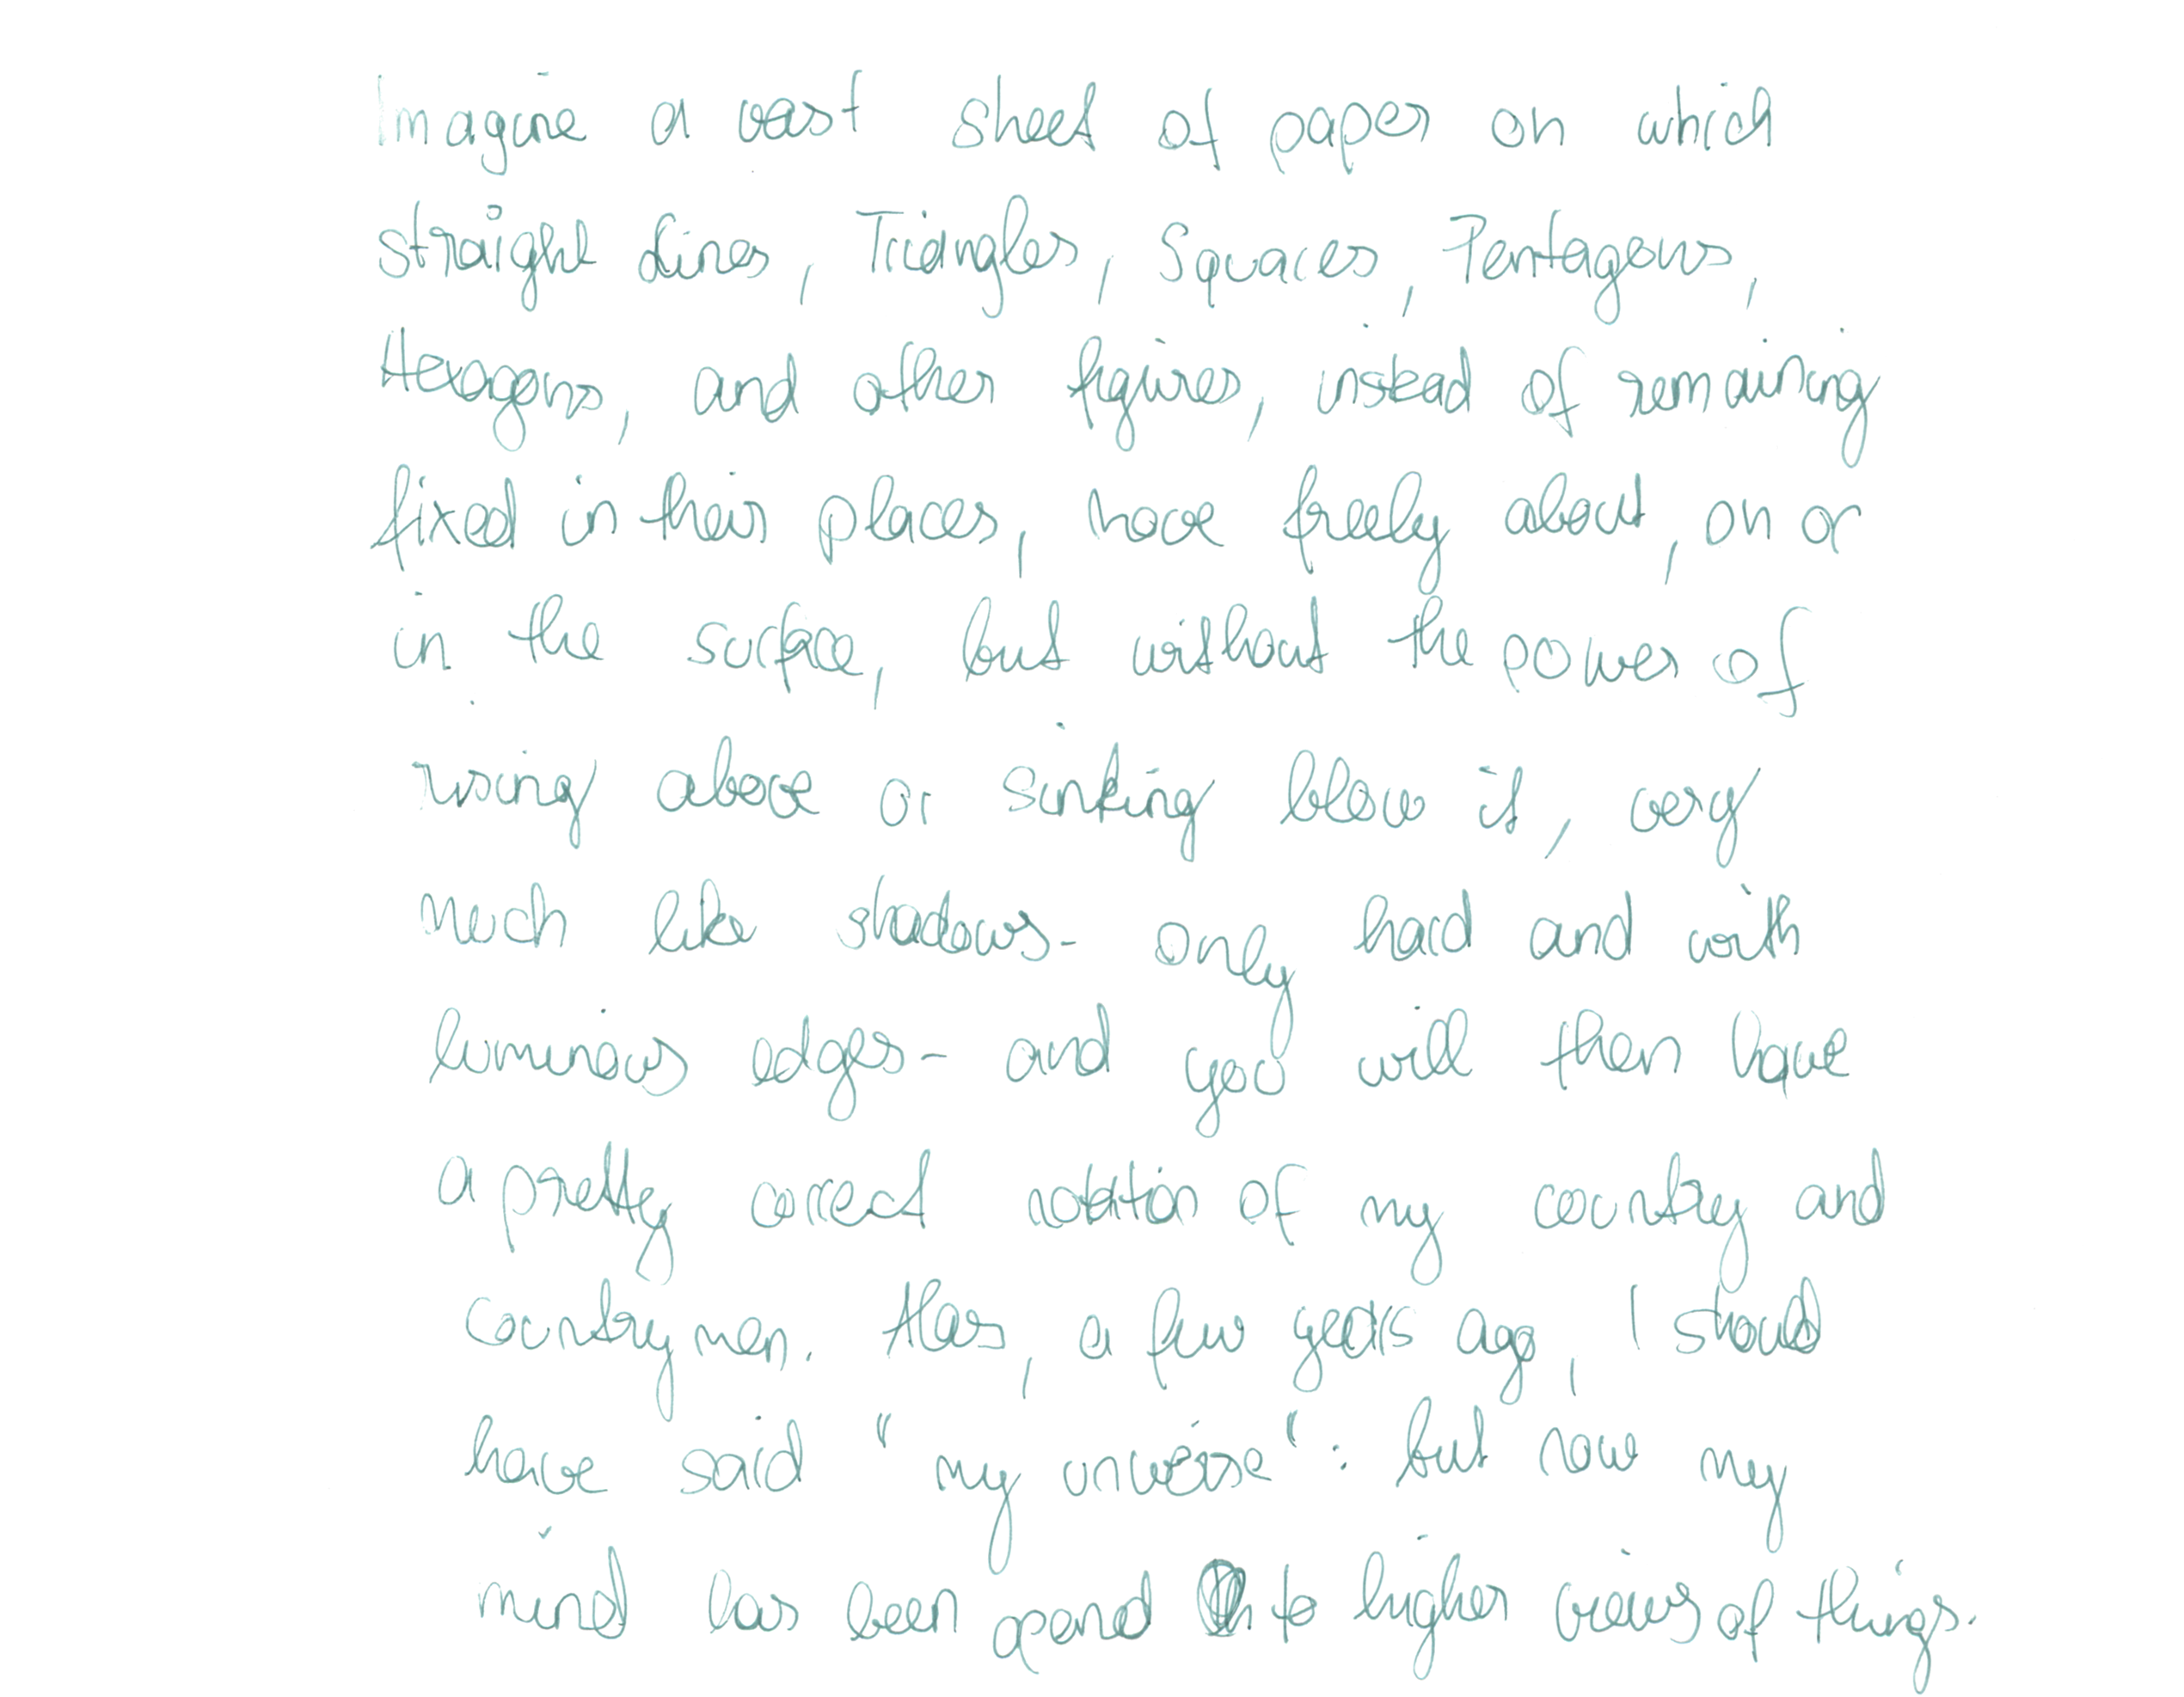 Imagine a vast sheet of paper on which
straight Lines, Triangles, Squares, Pentagons,
Hexagons, and other figures, instead of remaining
fixed in their places, move freely about, on or
in the surface, but without the power of
rising above or sinking below it, very
much like shadows - only hard and with
luminous edges - and you will then have
a pretty correct notation of my country and
countrymen. Alas, a few years ago, I should
have said "my universe": but now my
mind has been opend to higher views of things.